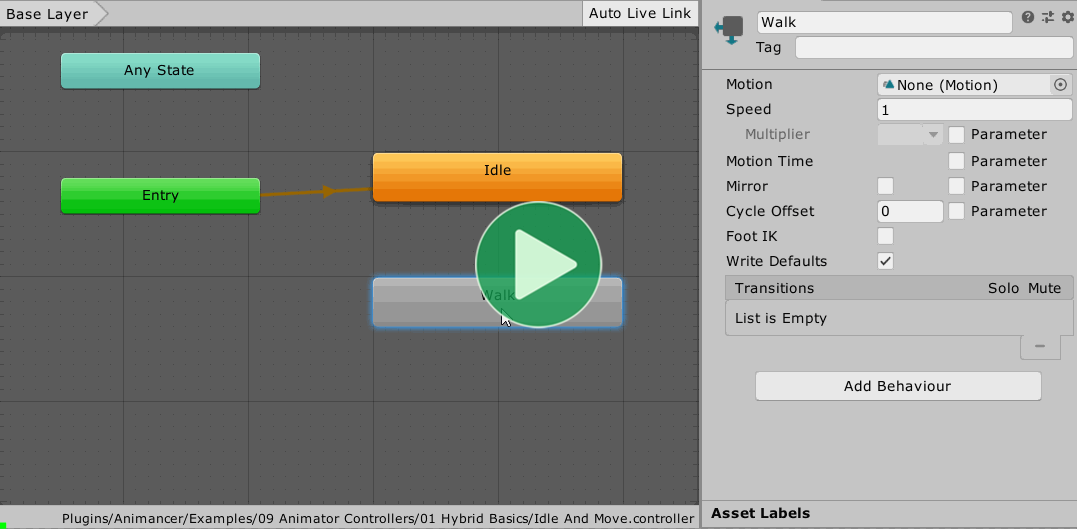 Base Layer
Auto Live Link
Any State
Entry
Idle
Walk
Plugins/Animancer/Examples/09 Animator Controllers/01 Hybrid Basics/Idle And Move.controller
Walk
Tag
Motion
None (Motion)
Speed
1
Multiplier
Parameter
Motion Time
Parameter
Mirror
Parameter
Cycle Offset
0
Parameter
Foot IK
Write Defaults
Transitions
Solo Mute
List is Empty
Add Behaviour
Asset Labels